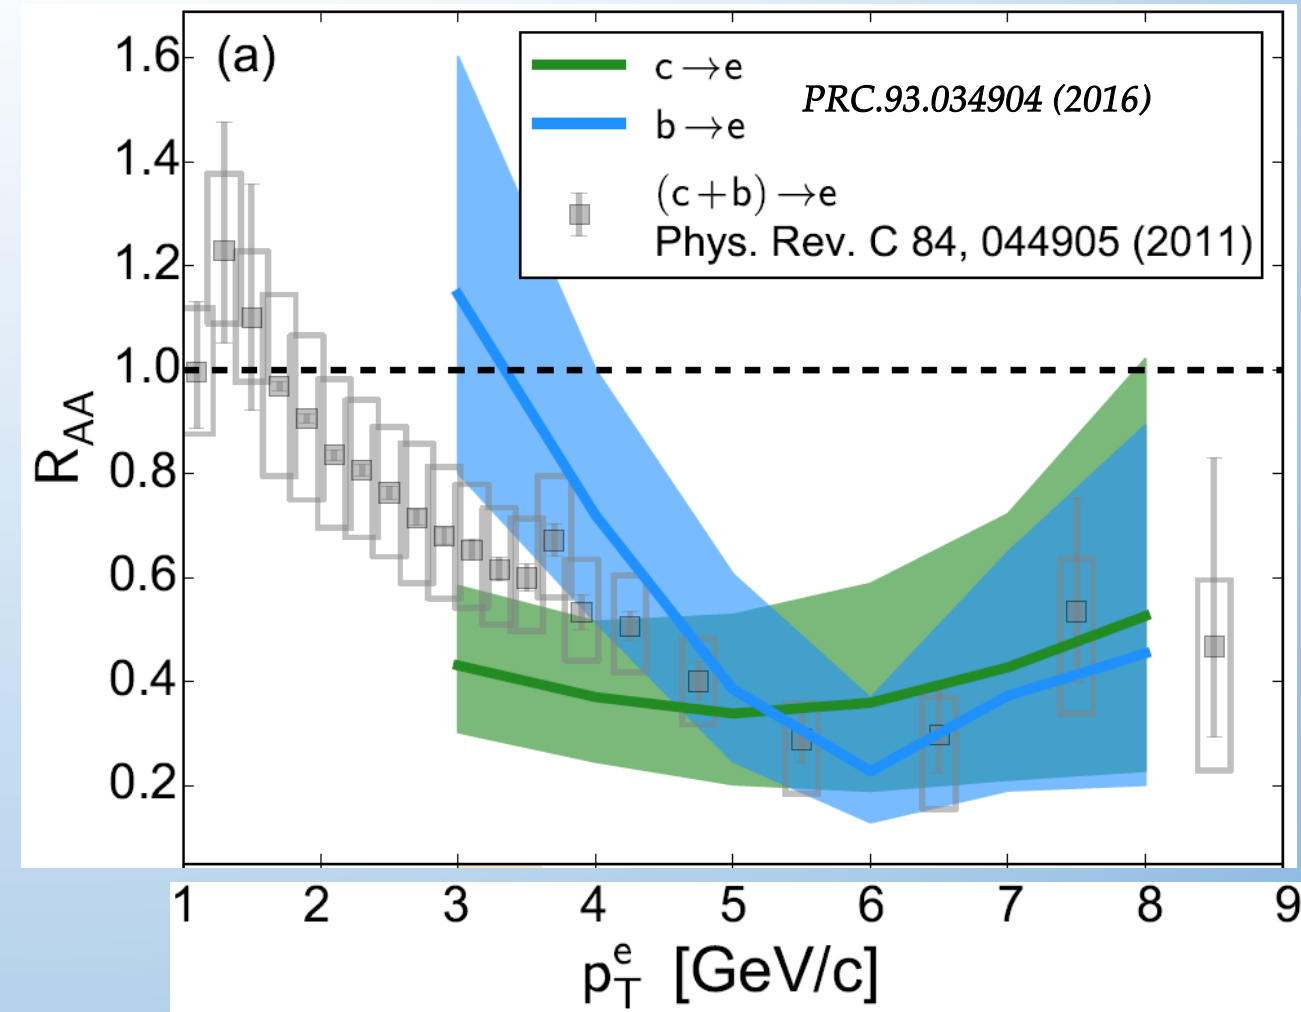 (a)
c→e
b→e
PRC.93.034904 (2016)
(c+b)→e
Phys. Rev. C 84, 044905 (2011)
1.6
1.4
1.2
1.0
0.8
0.6
0.4
0.2
R_AA
1 2 3 4 5 6 7 8 9
p_T^e [GeV/c]